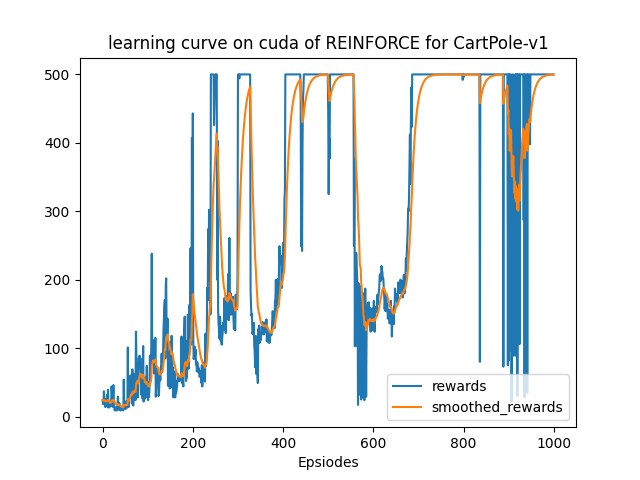 learning curve on cuda of REINFORCE for CartPole-v1
500
400
300
200
100
0
rewards
smoothed_rewards
0 200 400 600 800 1000
Epsiodes